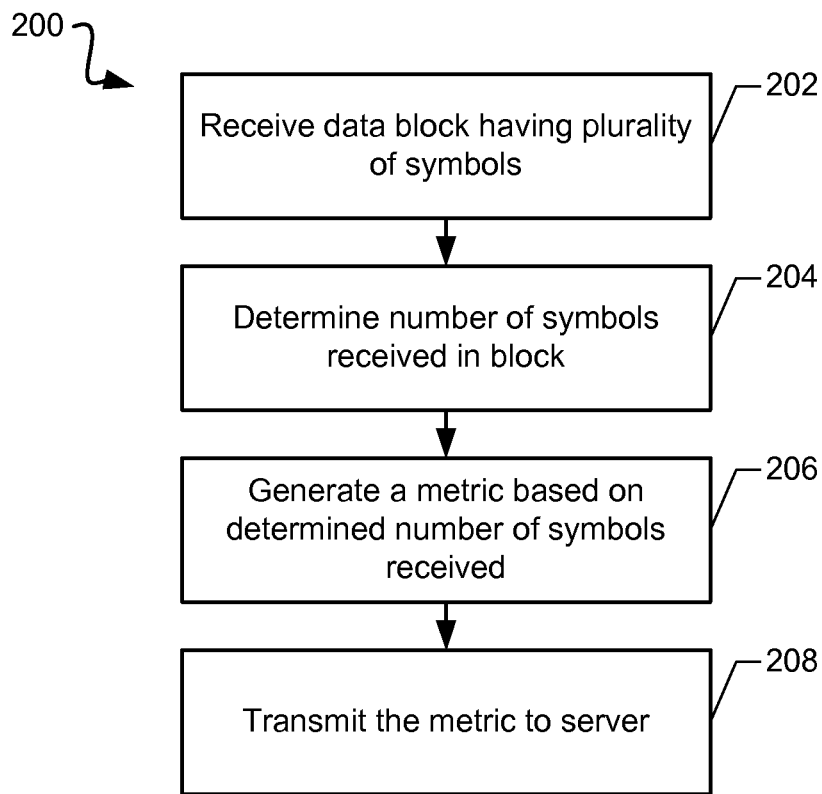 200
202
Receive data block having plurality
of symbols
204
Determine number of symbols
received in block
206
Generate a metric based on
determined number of symbols
received
208
Transmit the metric to server